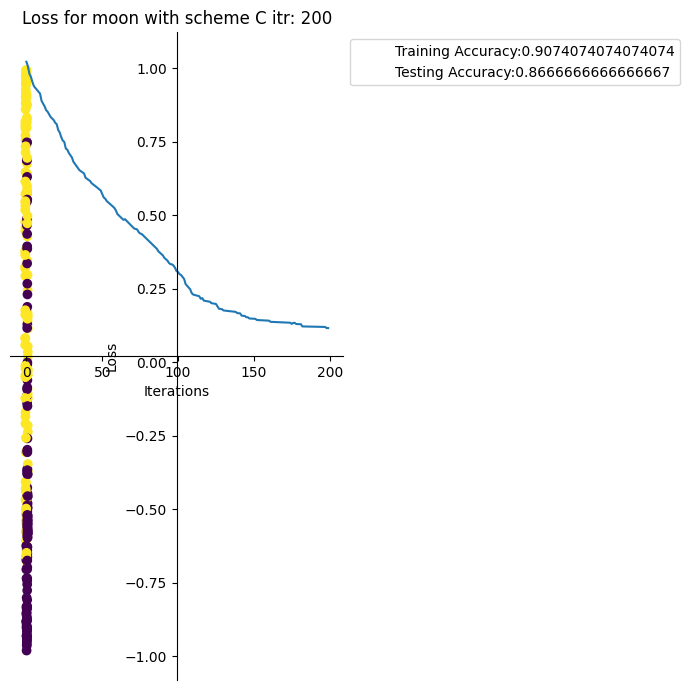 Loss for moon with scheme C itr: 200
Training Accuracy:0.9074074074074074
Testing Accuracy:0.8666666666666667
1.00
0.75
0.50
0.25
0.00
Loss
0 50 100 150 200
Iterations
−0.25
−0.50
−0.75
−1.00